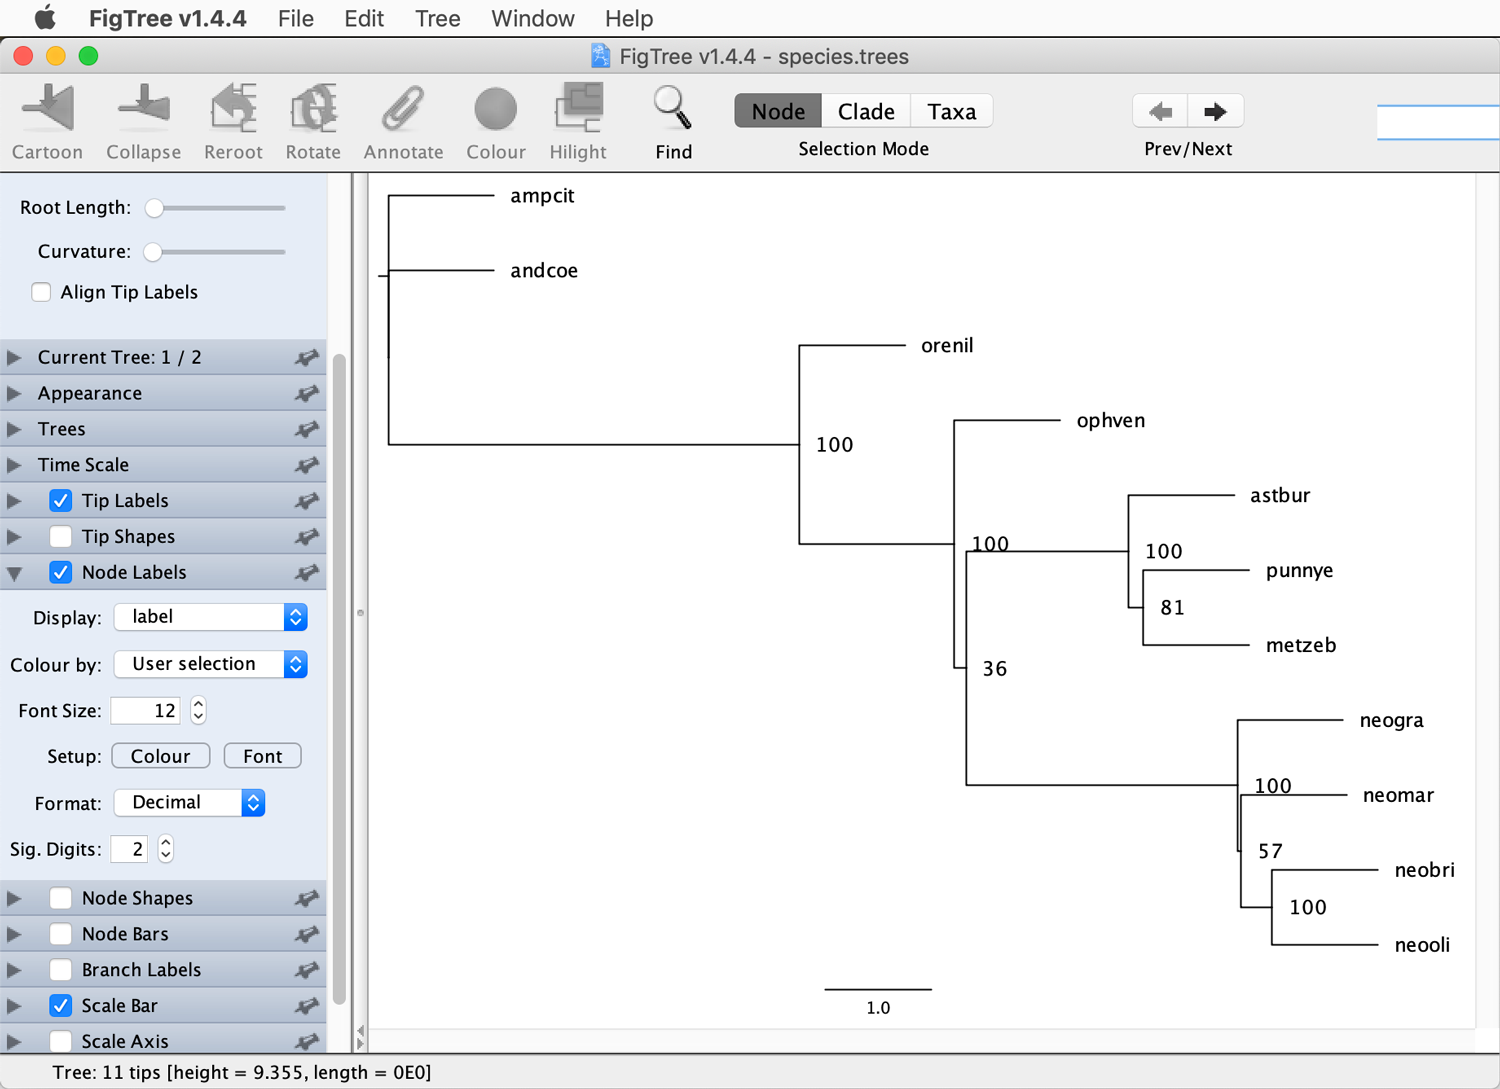 FigTree v1.4.4 File Edit Tree Window Help
FigTree v1.4.4 - species.trees
Cartoon Collapse Reroot Rotate Annotate Colour Hilight Find
Node Clade Taxa
Selection Mode
Prev/Next
Root Length:
Curvature:
Align Tip Labels
Current Tree: 1 / 2
Appearance
Trees
Time Scale
Tip Labels
Tip Shapes
Node Labels
Display: label
Colour by: User selection
Font Size: 12
Setup: Colour Font
Format: Decimal
Sig. Digits: 2
Node Shapes
Node Bars
Branch Labels
Scale Bar
Scale Axis
ampcit
andcoe
orenil
ophven
100
astbur
100
100
punnye
81
metzeb
36
neogra
100
neomar
57
neobri
100
neooli
1.0
Tree: 11 tips [height = 9.355, length = 0E0]